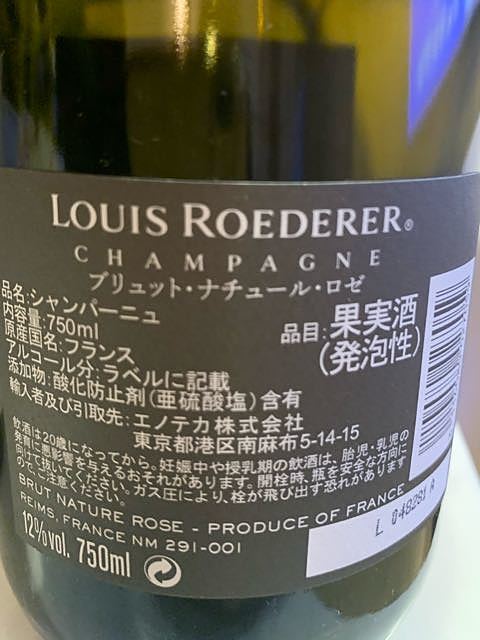 LOUIS ROEDERER®
CHAMPAGNE
ブリュット・ナチュール・ロゼ
品名:シャンパーニュ
内容量:750ml
原産国名:フランス
アルコール分:ラベルに記載
添加物:酸化防止剤(亜硫酸塩)含有
輸入者及び引取先:エノテカ株式会社
東京都港区南麻布5-14-15
品目:果実酒
(発泡性)
飲酒は20歳になってから。妊娠中や授乳期の飲酒は、胎児・乳児の
発育に悪影響を与えるおそれがあります。開栓時、瓶を安全な方向に
向けて抜いてください。ガス圧により、栓が飛び出す恐れがあります
ので、ご注意ください。
BRUT NATURE ROSE - PRODUCE OF FRANCE
REIMS, FRANCE NM 291-001
12%vol. 750ml
L 048281 A